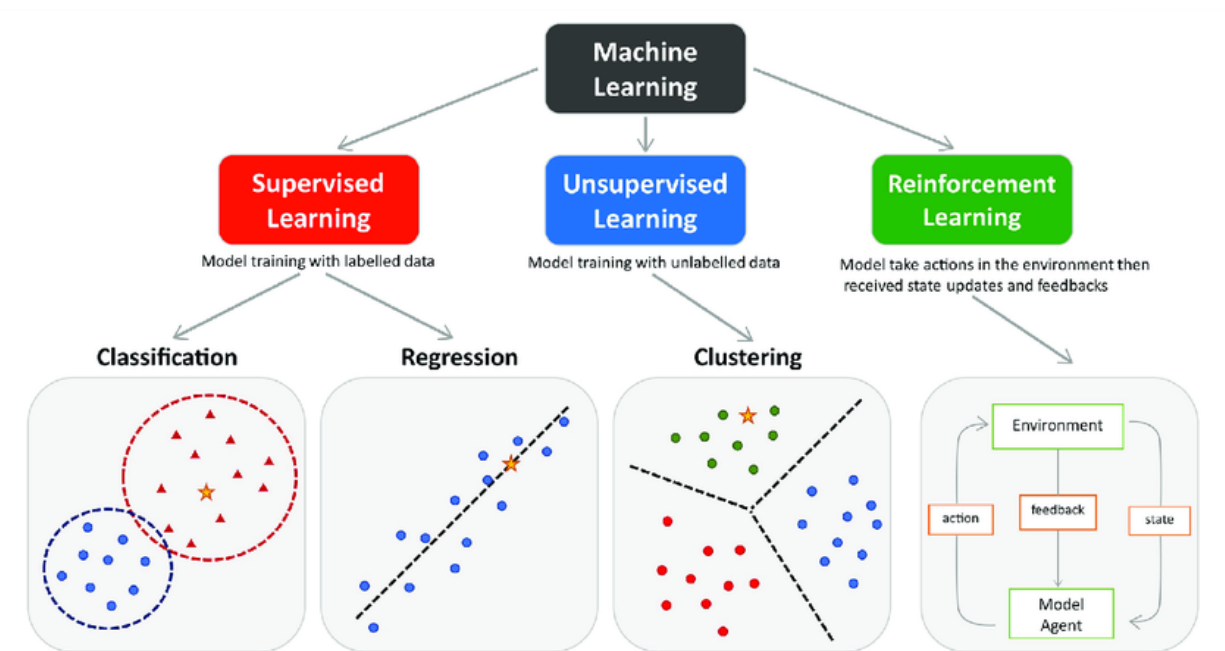 Machine
Learning
Supervised
Learning
Unsupervised
Learning
Reinforcement
Learning
Model training with labelled data
Model training with unlabelled data
Model take actions in the environment then
received state updates and feedbacks
Classification
Regression
Clustering
Environment
action
feedback
state
Model
Agent